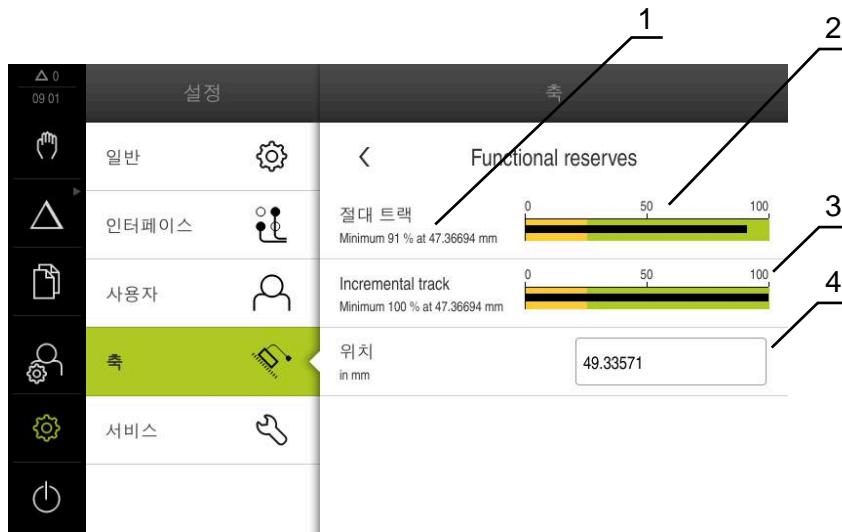 1
2
△ 0
09 01
설정
축
일반
Functional reserves
절대 트랙
Minimum 91 % at 47.36694 mm
0 50 100
3
인터페이스
Incremental track
Minimum 100 % at 47.36694 mm
0 50 100
4
사용자
축
위치
in mm
49.33571
서비스